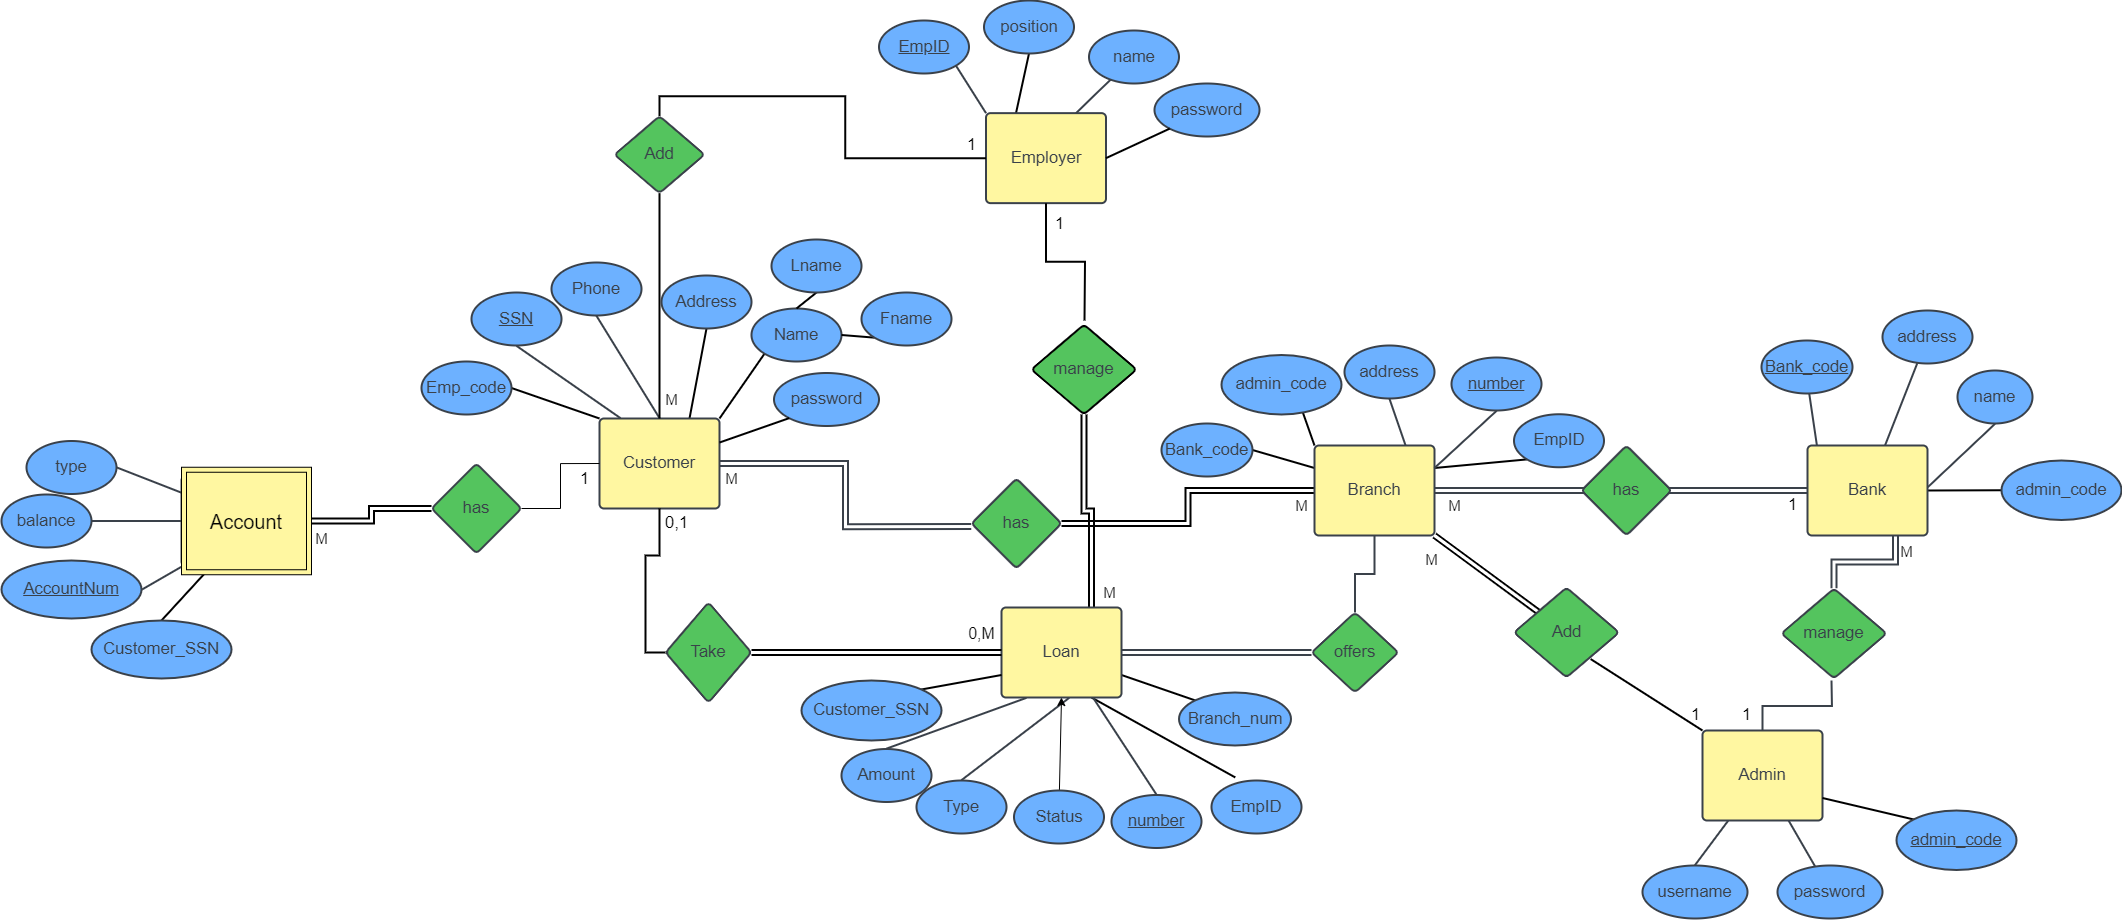 position
EmpID
name
password
Add
1
Employer
1
Lname
Phone
Address
SSN
Name
Fname
manage
Emp_code
password
M
admin_code
address
number
Bank_code
address
name
Bank_code
EmpID
type
Customer
1
M
has
Branch
M
M
has
1
Bank
admin_code
balance
Account
M
has
0,1
M
M
AccountNum
Customer_SSN
M
0,M
Take
Loan
offers
Add
manage
Customer_SSN
Branch_num
1
1
Amount
Type
Status
number
EmpID
Admin
admin_code
username
password